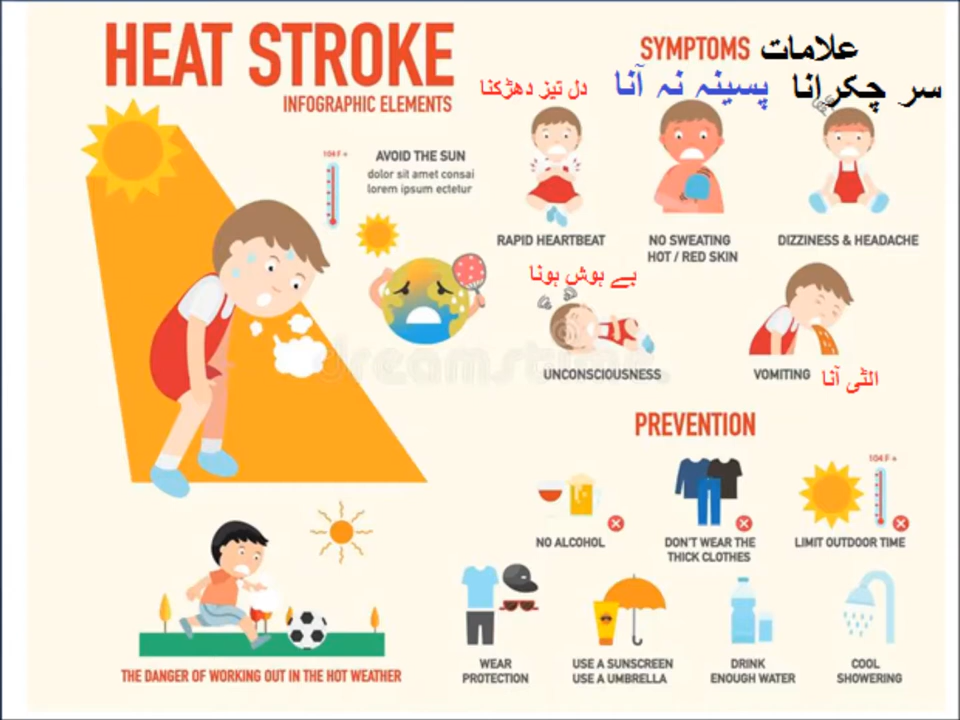 HEAT STROKE
INFOGRAPHIC ELEMENTS
104 F +
AVOID THE SUN
dolor sit amet consai
lorem ipsum ectetur
SYMPTOMS علامات
دل تیز دھڑکنا
پسینہ نہ آنا
سر چکرانا
RAPID HEARTBEAT
NO SWEATING
HOT / RED SKIN
DIZZINESS & HEADACHE
بے ہوش ہونا
UNCONSCIOUSNESS
VOMITING الٹی آنا
dreamstime
PREVENTION
104 F +
NO ALCOHOL
DON'T WEAR THE
THICK CLOTHES
LIMIT OUTDOOR TIME
WEAR
PROTECTION
USE A SUNSCREEN
USE A UMBRELLA
DRINK
ENOUGH WATER
COOL
SHOWERING
THE DANGER OF WORKING OUT IN THE HOT WEATHER